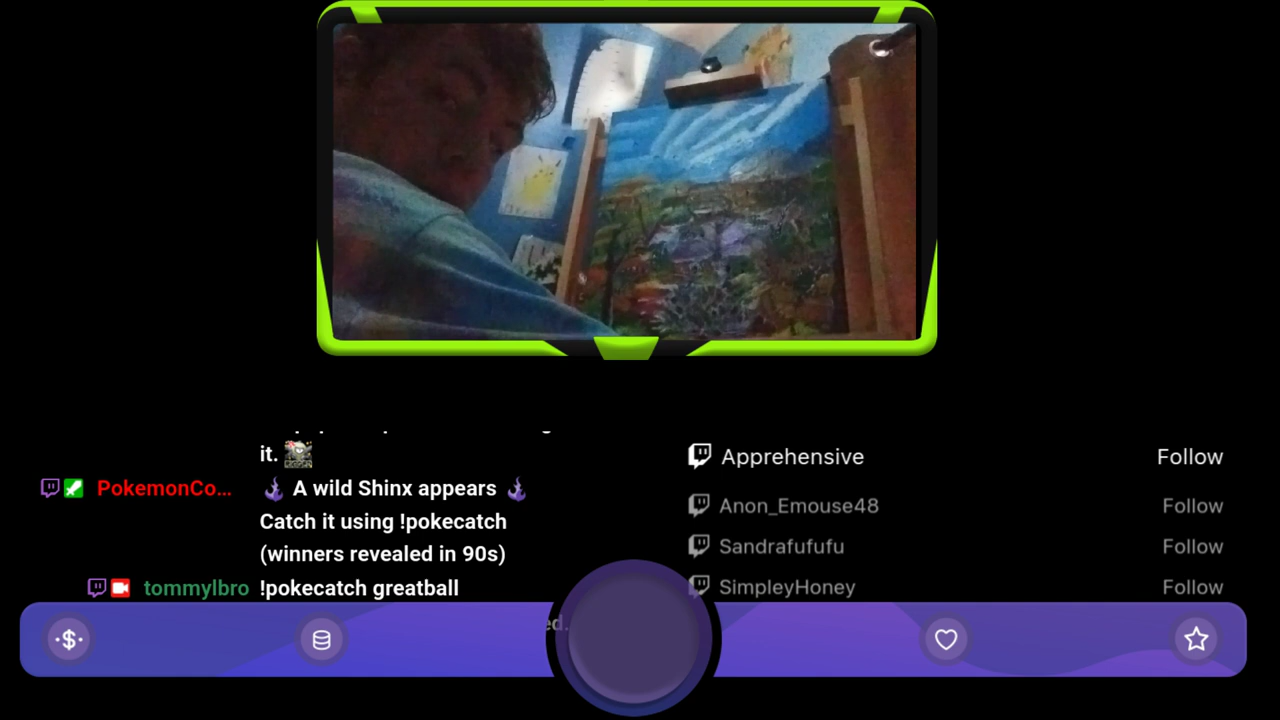 it.
PokemonCo... A wild Shinx appears
Catch it using !pokecatch
(winners revealed in 90s)
tommylbro !pokecatch greatball
ed.
Apprehensive Follow
Anon_Emouse48 Follow
Sandrafufufu Follow
SimpleyHoney Follow